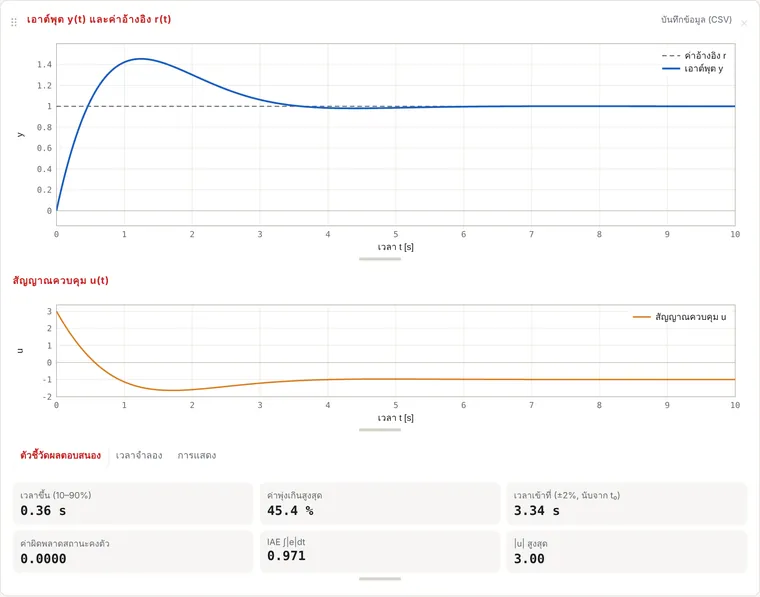 เอาต์พุต y(t) และค่าอ้างอิง r(t)
บันทึกข้อมูล (CSV) ×
ค่าอ้างอิง r
เอาต์พุต y
1.4
1.2
1
0.8
0.6
0.4
0.2
0
y
0 1 2 3 4 5 6 7 8 9 10
เวลา t [s]
สัญญาณควบคุม u(t)
สัญญาณควบคุม u
3
2
1
0
-1
-2
u
0 1 2 3 4 5 6 7 8 9 10
เวลา t [s]
ตัวชี้วัดผลตอบสนอง เวลาจำลอง การแสดง
เวลาขึ้น (10–90%)
0.36 s
ค่าพุ่งเกินสูงสุด
45.4 %
เวลาเข้าที่ (±2%, นับจาก t₀)
3.34 s
ค่าผิดพลาดสถานะคงตัว
0.0000
IAE ∫|e|dt
0.971
|u| สูงสุด
3.00